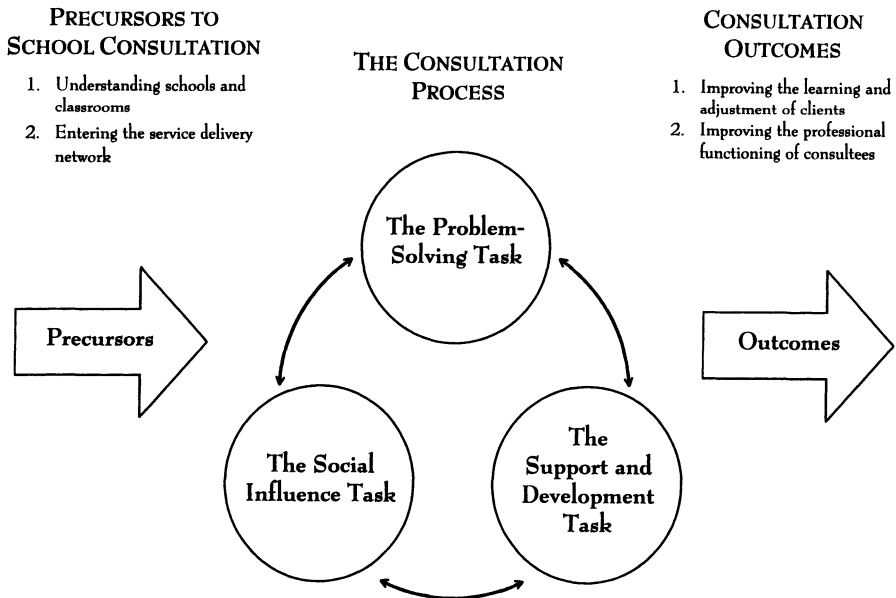 PRECURSORS TO
SCHOOL CONSULTATION
1. Understanding schools and
classrooms
2. Entering the service delivery
network
THE CONSULTATION
PROCESS
CONSULTATION
OUTCOMES
1. Improving the learning and
adjustment of clients
2. Improving the professional
functioning of consultees
The Problem-
Solving Task
Precursors
Outcomes
The Social
Influence Task
The
Support and
Development
Task